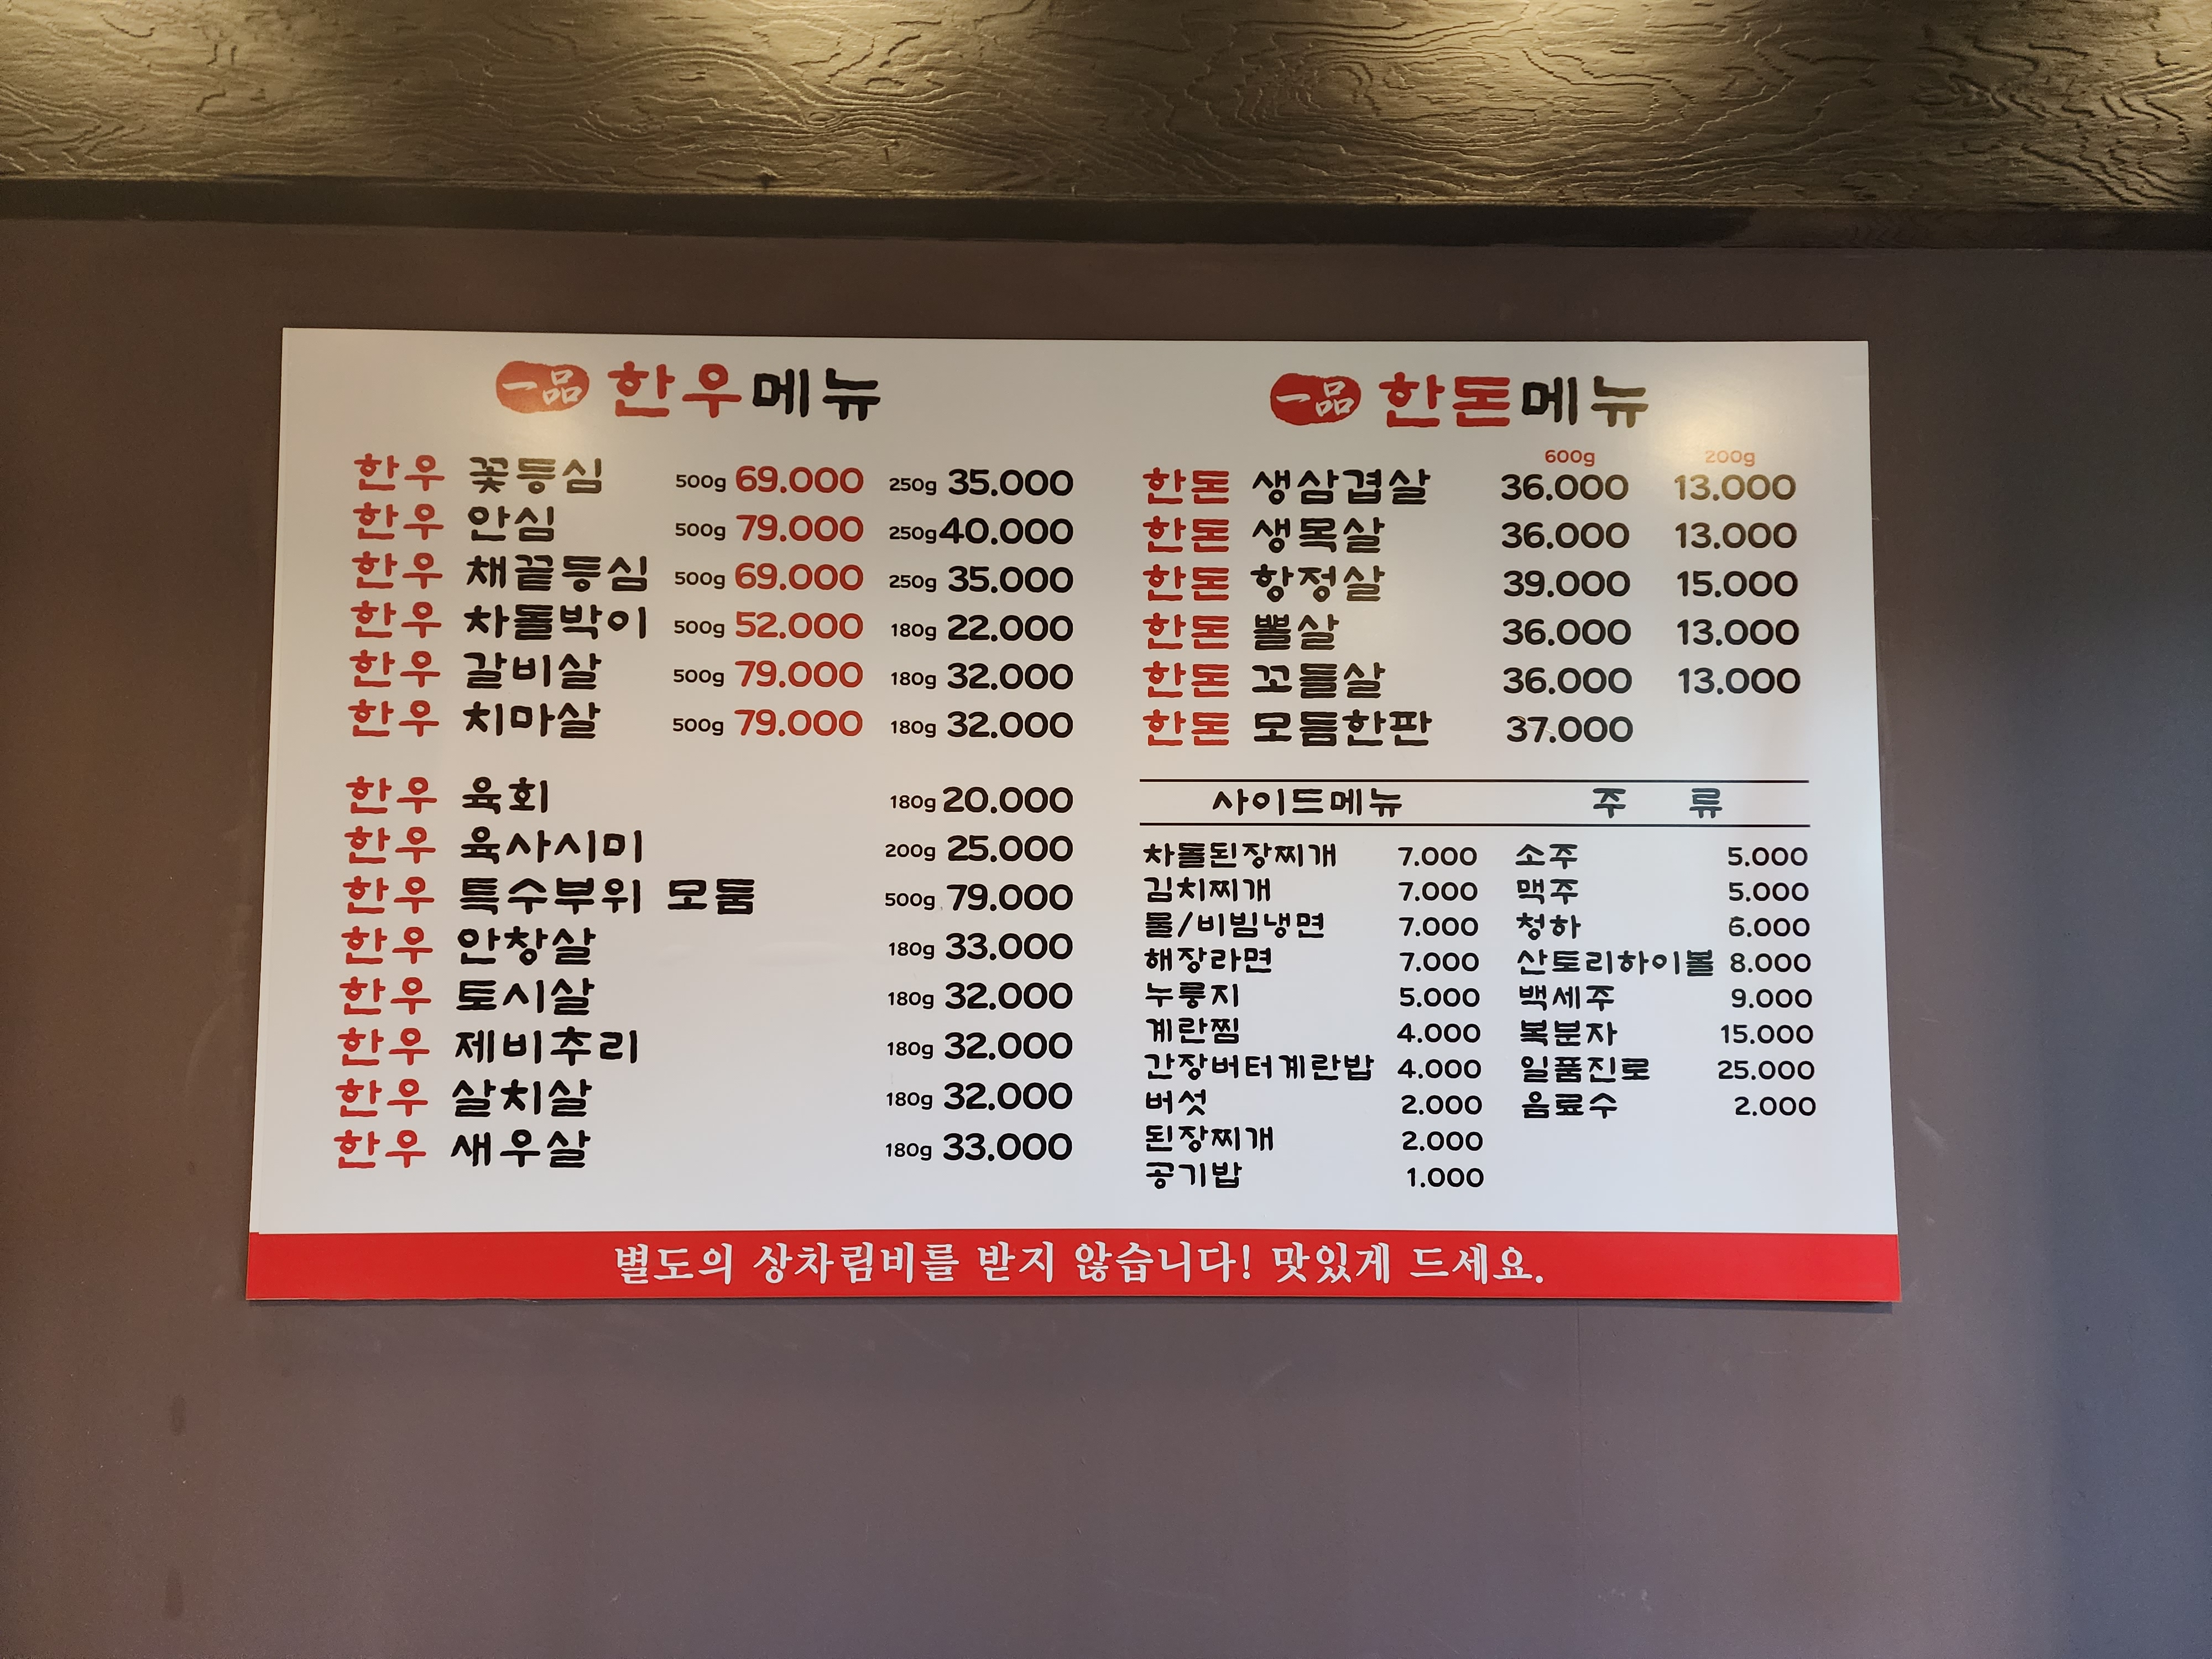 一品 한우메뉴
한우 꽃등심 500g 69.000 250g 35.000
한우 안심 500g 79.000 250g 40.000
한우 채끝등심 500g 69.000 250g 35.000
한우 차돌박이 500g 52.000 180g 22.000
한우 갈비살 500g 79.000 180g 32.000
한우 치마살 500g 79.000 180g 32.000
한우 육회 180g 20.000
한우 육사시미 200g 25.000
한우 특수부위 모둠 500g 79.000
한우 안창살 180g 33.000
한우 토시살 180g 32.000
한우 제비추리 180g 32.000
한우 살치살 180g 32.000
한우 새우살 180g 33.000
一品 한돈메뉴
600g 200g
한돈 생삼겹살 36.000 13.000
한돈 생목살 36.000 13.000
한돈 항정살 39.000 15.000
한돈 뽈살 36.000 13.000
한돈 꼬들살 36.000 13.000
한돈 모듬한판 37.000
사이드메뉴
차돌된장찌개 7.000
김치찌개 7.000
물/비빔냉면 7.000
해장라면 7.000
누룽지 5.000
계란찜 4.000
간장버터계란밥 4.000
버섯 2.000
된장찌개 2.000
공기밥 1.000
주 류
소주 5.000
맥주 5.000
청하 6.000
산토리하이볼 8.000
백세주 9.000
복분자 15.000
일품진로 25.000
음료수 2.000
별도의 상차림비를 받지 않습니다! 맛있게 드세요.